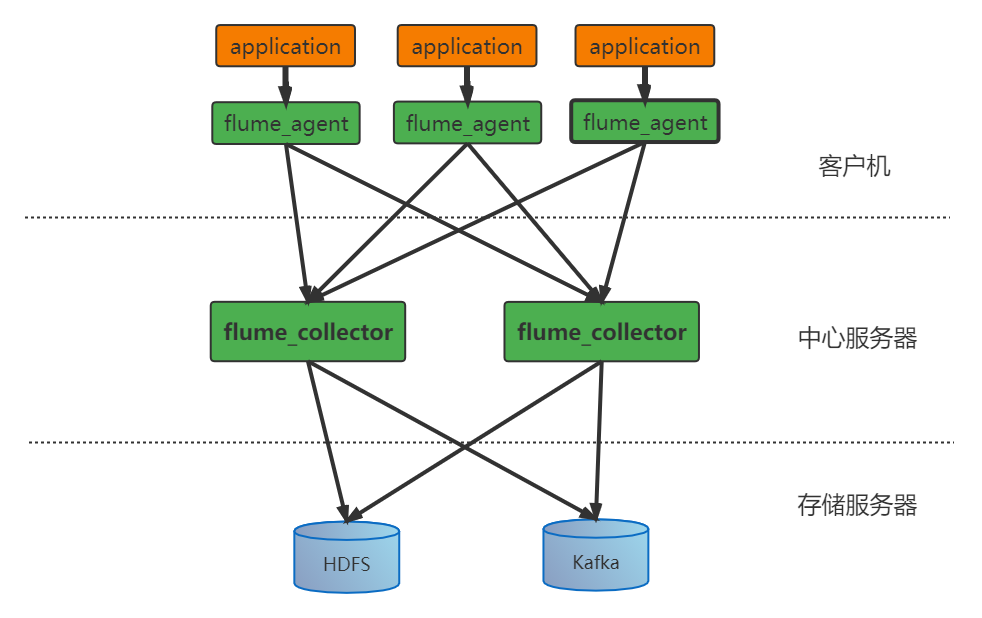 application
application
application
flume_agent
flume_agent
flume_agent
客户机
flume_collector
flume_collector
中心服务器
存储服务器
HDFS
Kafka